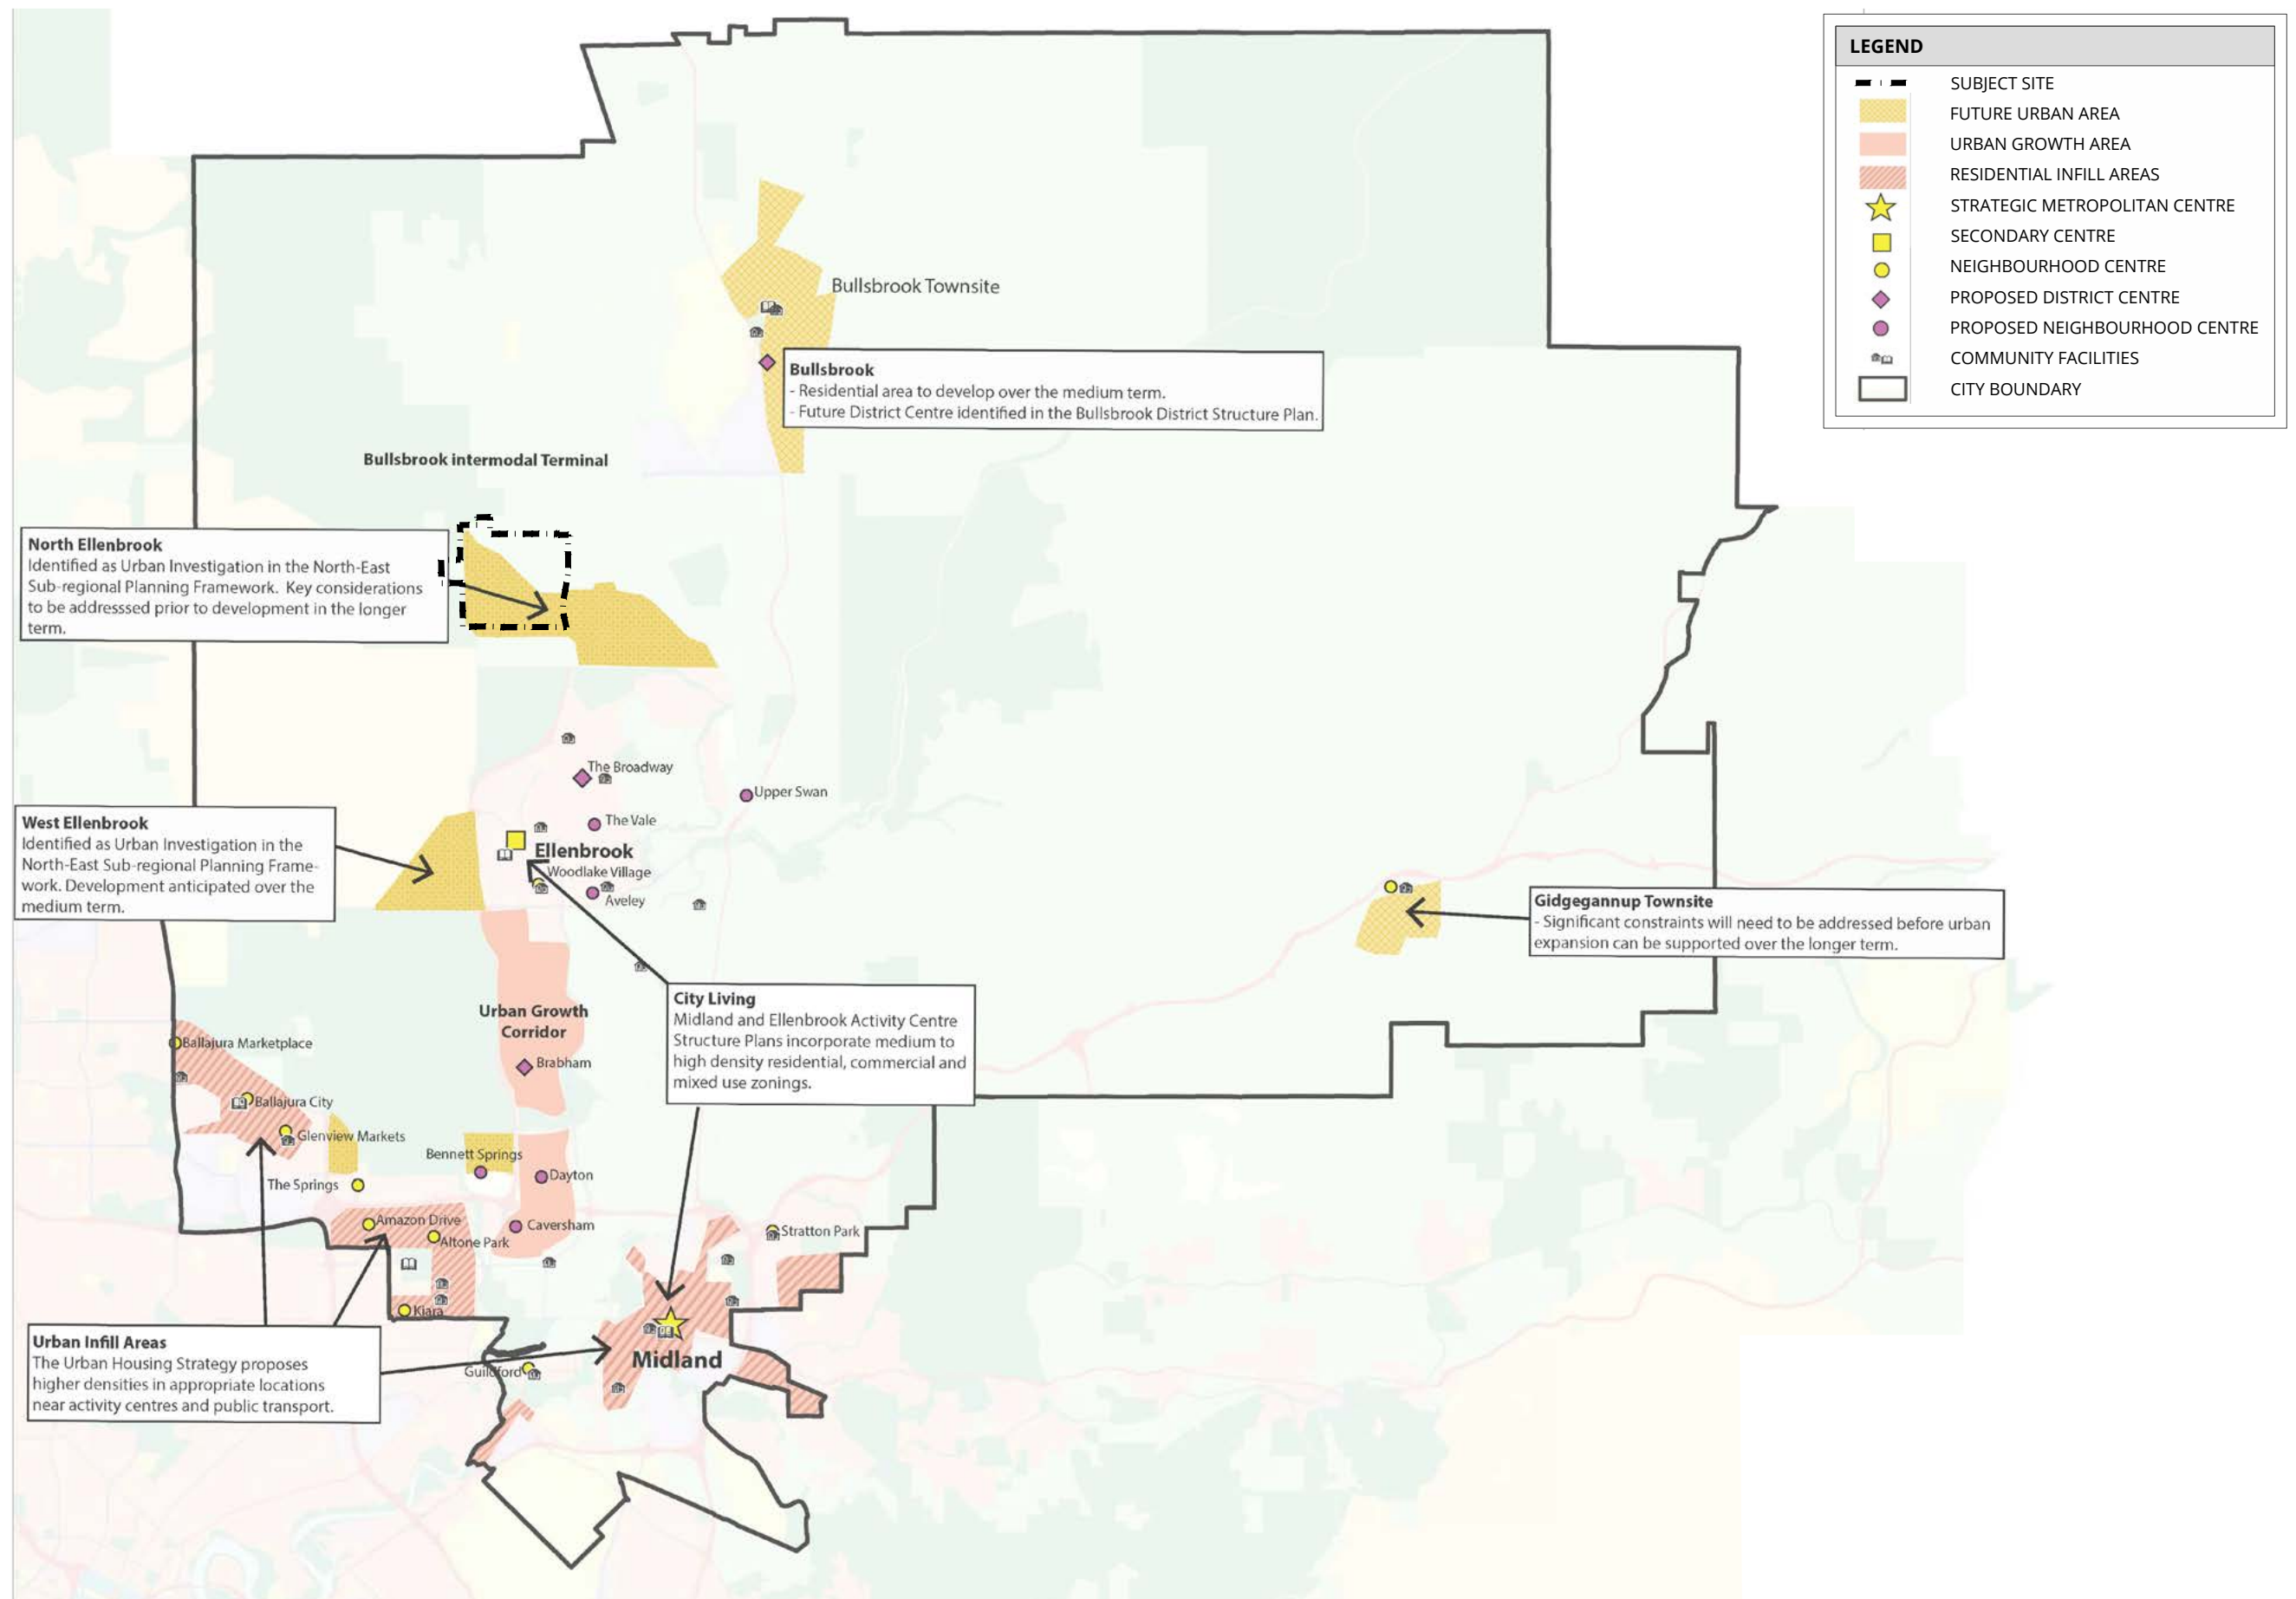 LEGEND
SUBJECT SITE
FUTURE URBAN AREA
URBAN GROWTH AREA
RESIDENTIAL INFILL AREAS
STRATEGIC METROPOLITAN CENTRE
SECONDARY CENTRE
NEIGHBOURHOOD CENTRE
PROPOSED DISTRICT CENTRE
PROPOSED NEIGHBOURHOOD CENTRE
COMMUNITY FACILITIES
CITY BOUNDARY
Bullsbrook Townsite
Bullsbrook
- Residential area to develop over the medium term.
- Future District Centre identified in the Bullsbrook District Structure Plan.
Bullsbrook intermodal Terminal
North Ellenbrook
Identified as Urban Investigation in the North-East
Sub-regional Planning Framework. Key considerations
to be addresssed prior to development in the longer
term.
The Broadway
Upper Swan
The Vale
West Ellenbrook
Identified as Urban Investigation in the
North-East Sub-regional Planning Frame-
work. Development anticipated over the
medium term.
Ellenbrook
Woodlake Village
Aveley
Gidgegannup Townsite
- Significant constraints will need to be addressed before urban
expansion can be supported over the longer term.
City Living
Midland and Ellenbrook Activity Centre
Structure Plans incorporate medium to
high density residential, commercial and
mixed use zonings.
Urban Growth
Corridor
Ballajura Marketplace
Brabham
Ballajura City
Glenview Markets
Bennett Springs
Dayton
The Springs
Amazon Drive
Caversham
Altone Park
Stratton Park
Kiara
Urban Infill Areas
The Urban Housing Strategy proposes
higher densities in appropriate locations
near activity centres and public transport.
Midland
Guildford